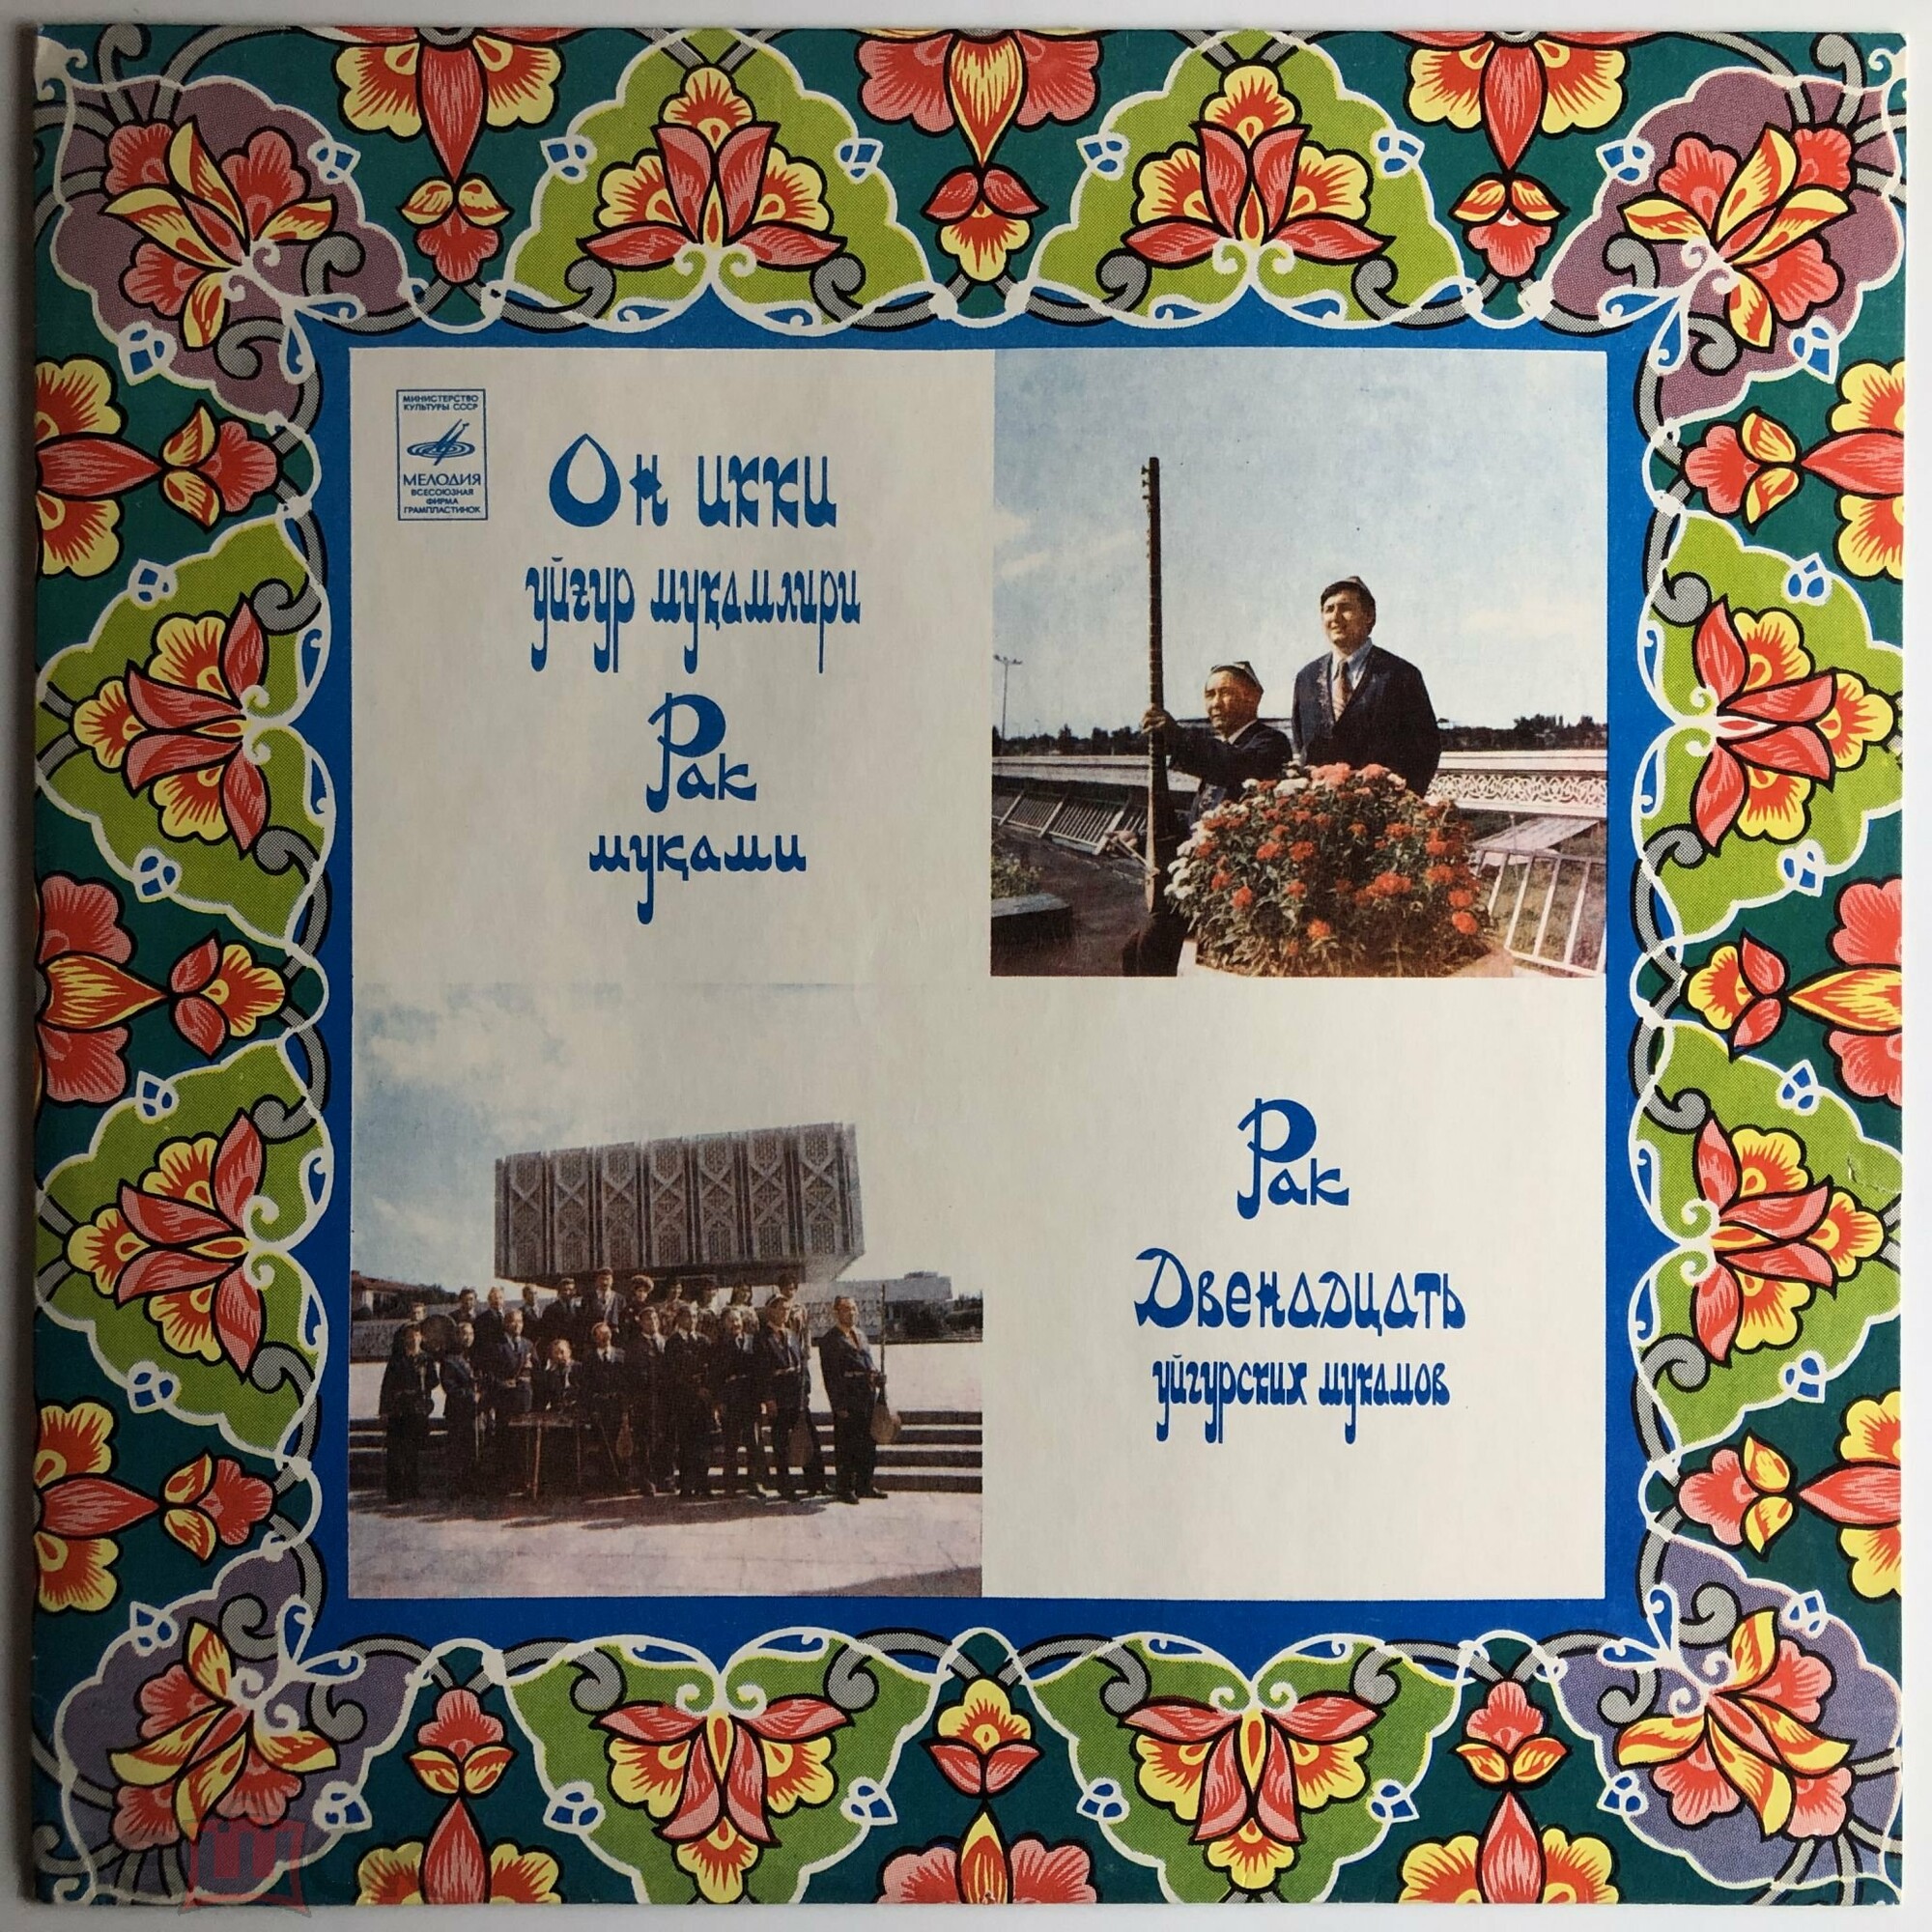 МИНИСТЕРСТВО
КУЛЬТУРЫ СССР
МЕЛОДИЯ
ВСЕСОЮЗНАЯ
ФИРМА
ГРАМПЛАСТИНОК
Он икки
уйғур муқамлири
Рак
муқами
Рак
Двенадцать
уйгурских мукамов